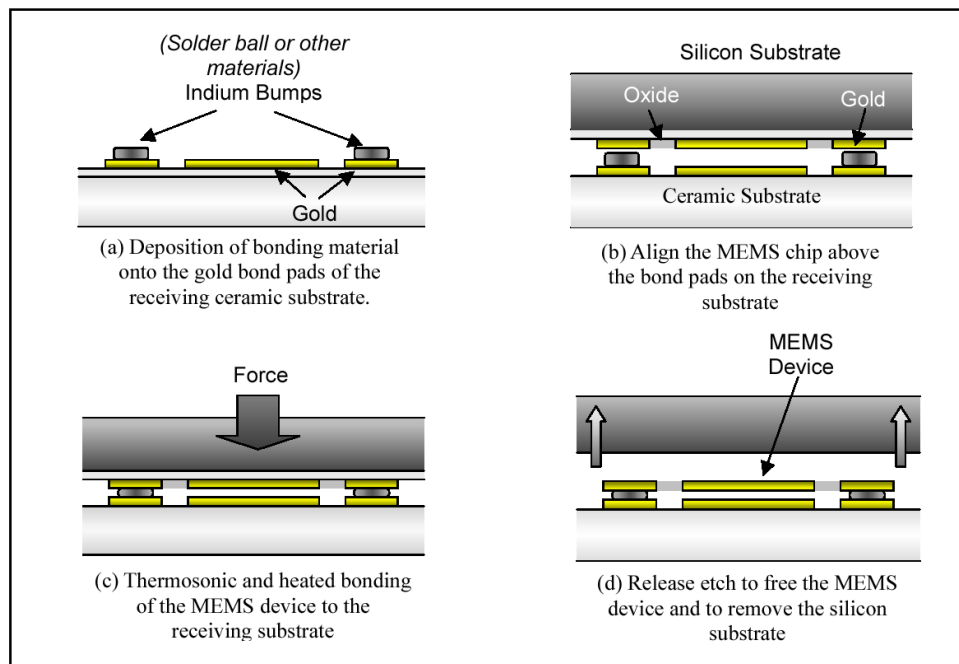 (Solder ball or other
materials)
Indium Bumps
Gold
(a) Deposition of bonding material
onto the gold bond pads of the
receiving ceramic substrate.
Silicon Substrate
Oxide
Gold
Ceramic Substrate
(b) Align the MEMS chip above
the bond pads on the receiving
substrate
Force
(c) Thermosonic and heated bonding
of the MEMS device to the
receiving substrate
MEMS
Device
(d) Release etch to free the MEMS
device and to remove the silicon
substrate